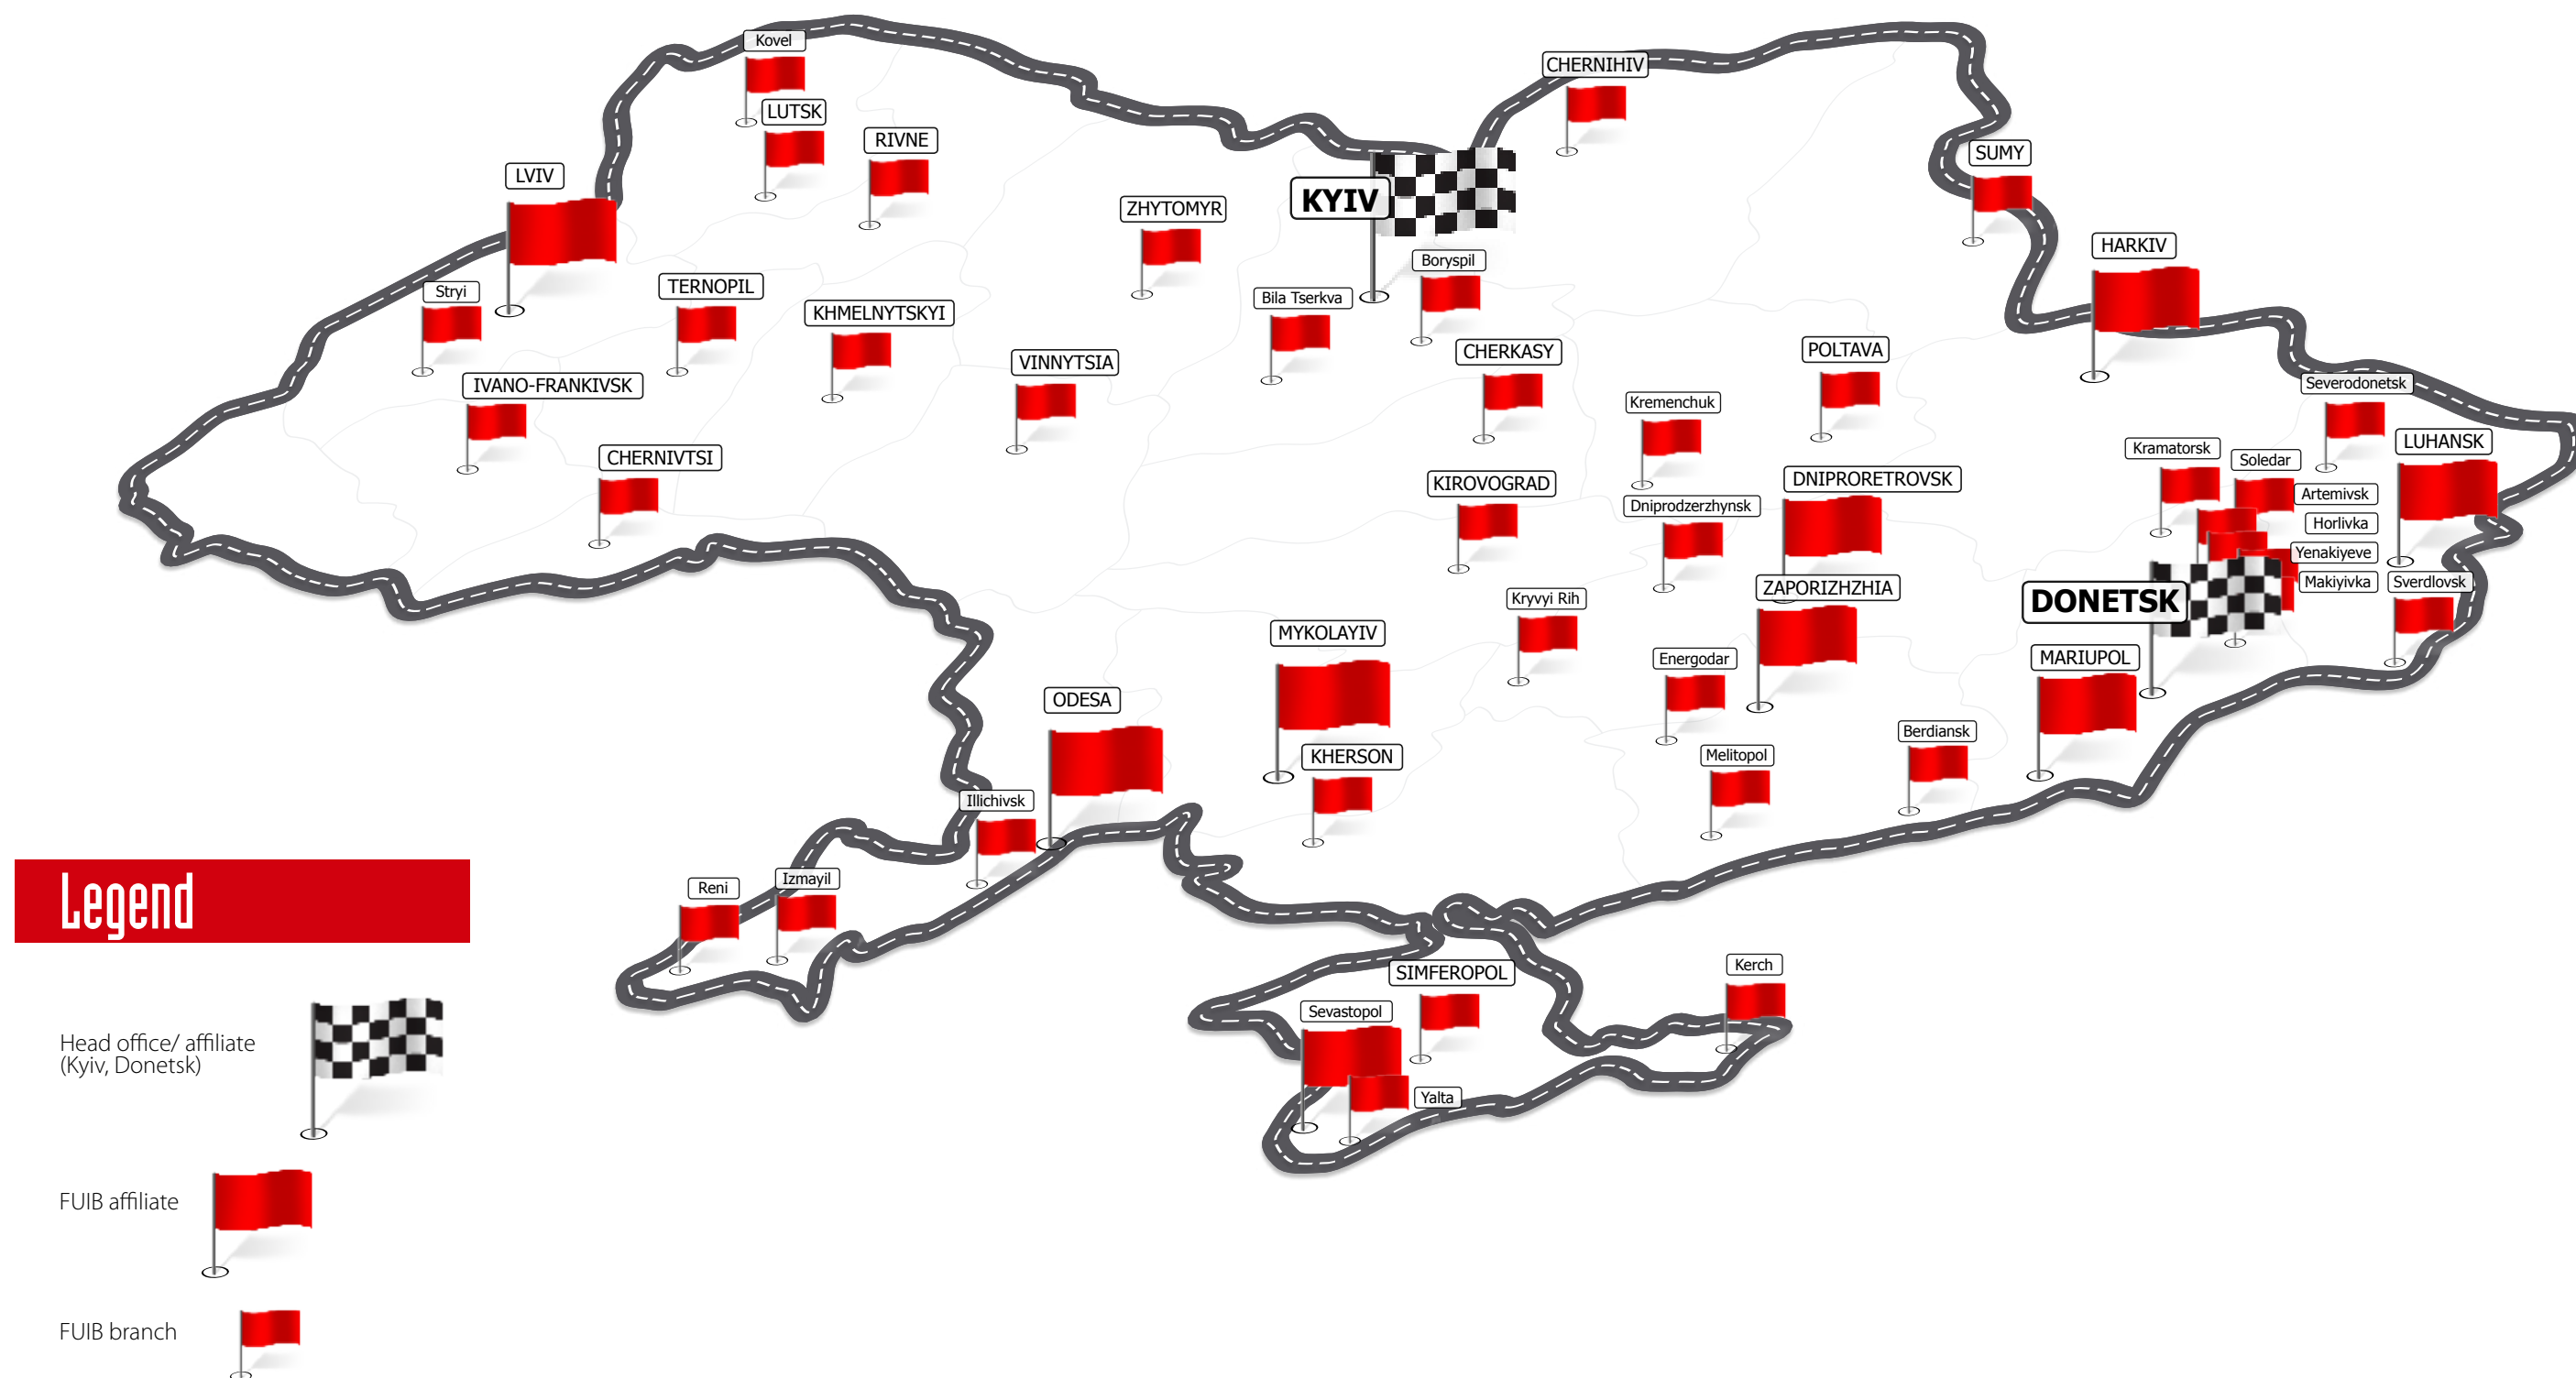 Kovel
CHERNIHIV
LUTSK
RIVNE
SUMY
LVIV
KYIV
ZHYTOMYR
HARKIV
Boryspil
TERNOPIL
Stryi
Bila Tserkva
KHMELNYTSKYI
CHERKASY
POLTAVA
VINNYTSIA
IVANO-FRANKIVSK
Severodonetsk
Kremenchuk
LUHANSK
Kramatorsk
CHERNIVTSI
Soledar
DNIPRORETROVSK
KIROVOGRAD
Artemivsk
Dniprodzerzhynsk
Horlivka
Yenakiyeve
Makiyivka
Sverdlovsk
ZAPORIZHZHIA
Kryvyi Rih
DONETSK
MYKOLAYIV
Energodar
MARIUPOL
ODESA
Berdiansk
Melitopol
KHERSON
Illichivsk
Izmayil
Reni
Kerch
SIMFEROPOL
Sevastopol
Yalta
Legend
Head office/ affiliate
(Kyiv, Donetsk)
FUIB affiliate
FUIB branch